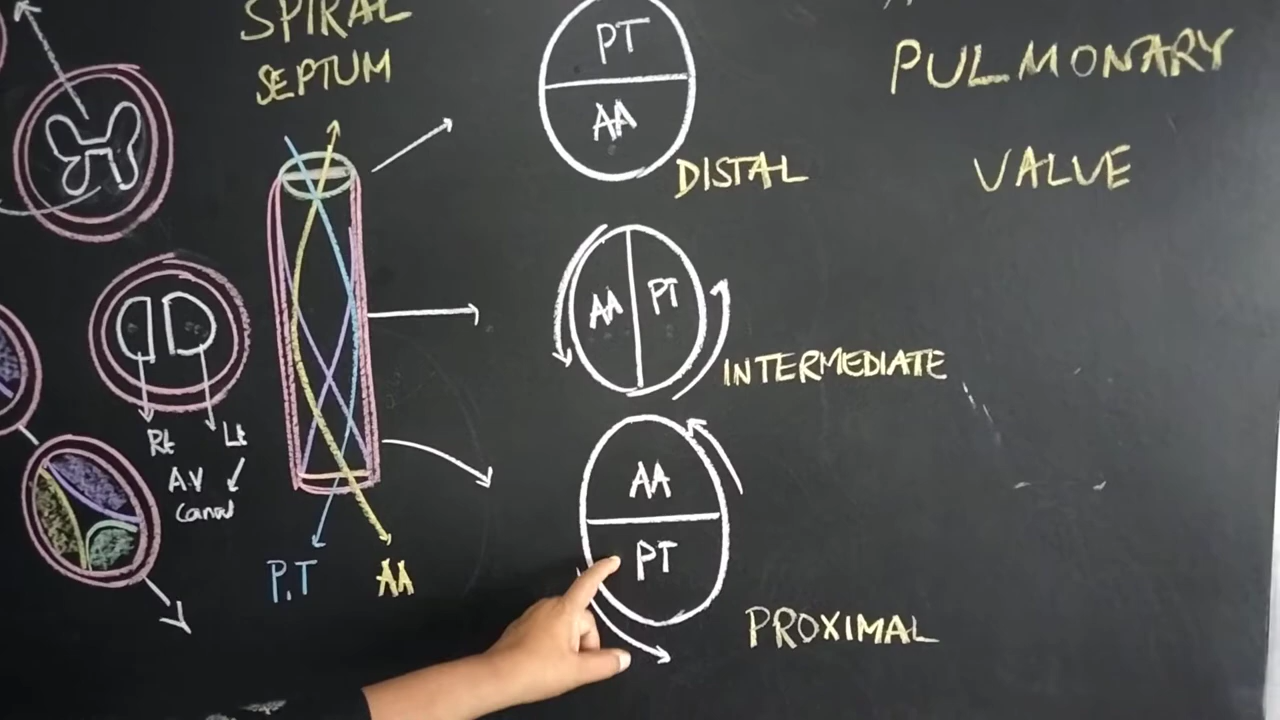 SPIRAL
SEPTUM
PT
AA
DISTAL
PULMONARY
VALVE
AA
PT
INTERMEDIATE
AA
PT
PROXIMAL
Rt
Lt
A.V
Canal
P.T
AA